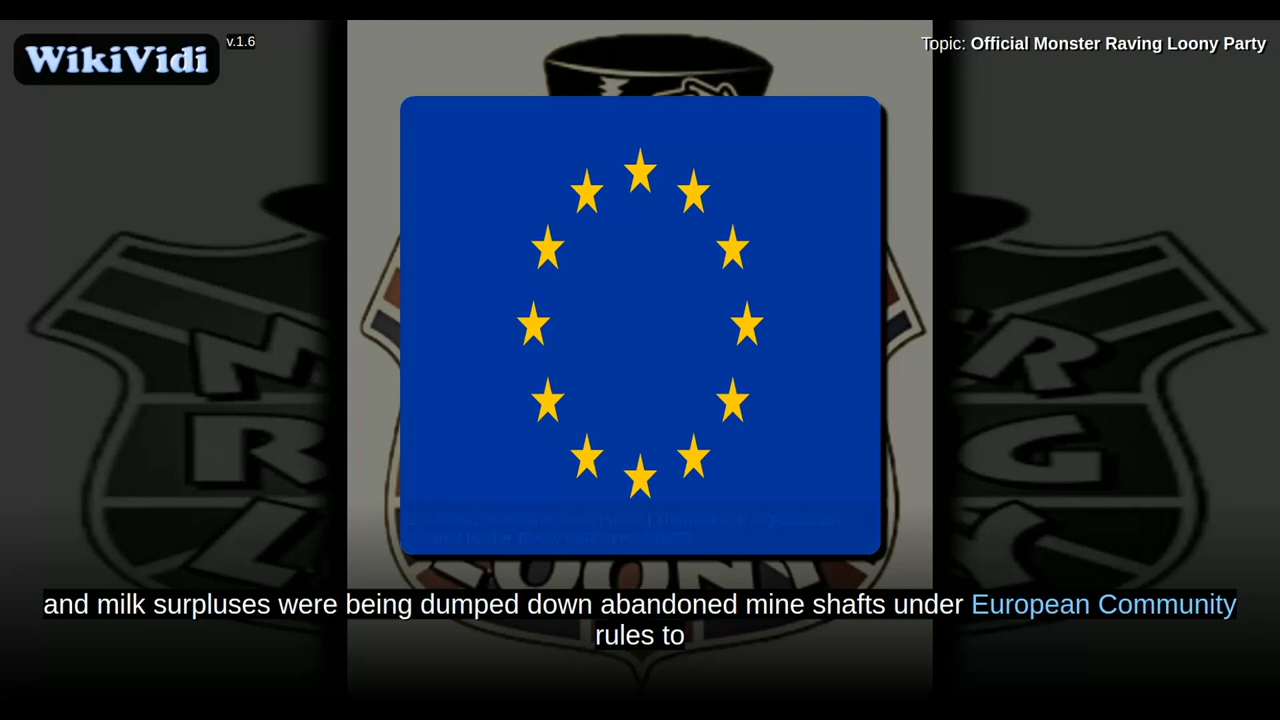 WikiVidi v.1.6
Topic: Official Monster Raving Loony Party
M
R
L
R
G
Y
LOONY
and milk surpluses were being dumped down abandoned mine shafts under European Community
rules to